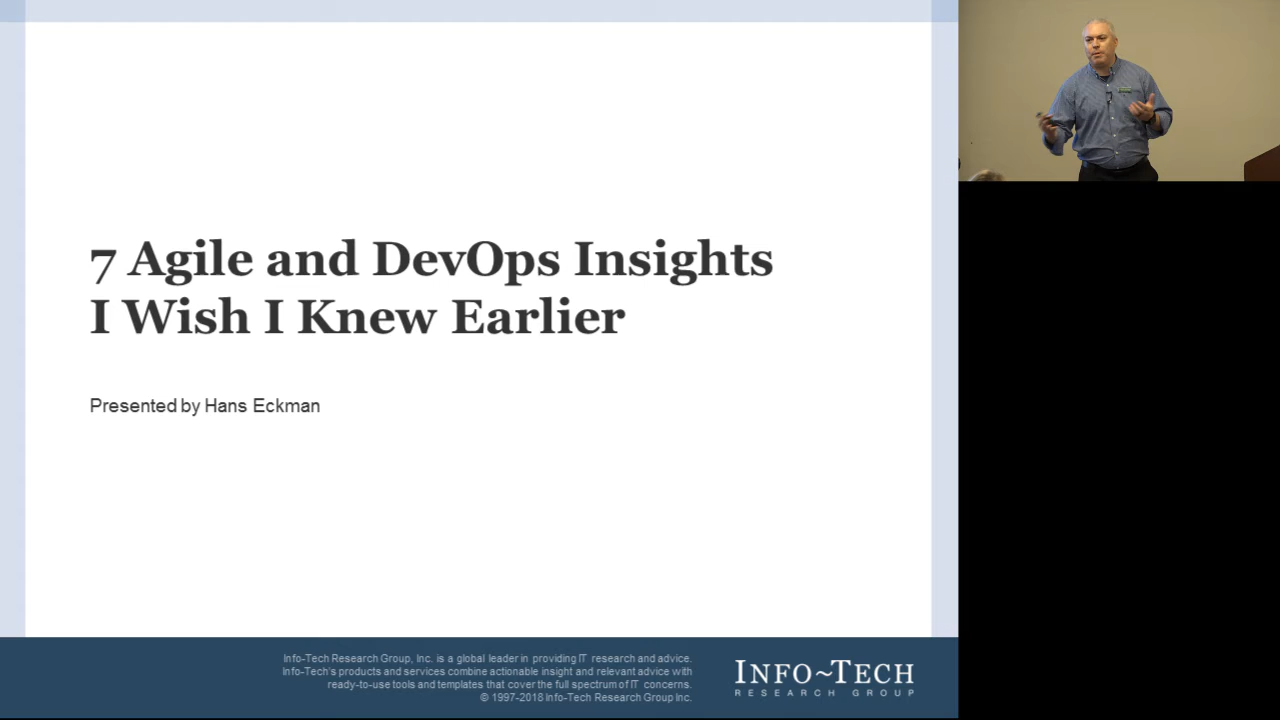 7 Agile and DevOps Insights
I Wish I Knew Earlier
Presented by Hans Eckman
Info-Tech Research Group, Inc. is a global leader in providing IT research and advice.
Info-Tech's products and services combine actionable insight and relevant advice with
ready-to-use tools and templates that cover the full spectrum of IT concerns.
© 1997-2018 Info-Tech Research Group Inc.
INFO~TECH
RESEARCH GROUP